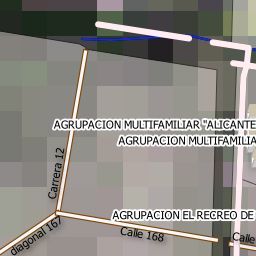 AGRUPACION MULTIFAMILIAR "ALICANTE
AGRUPACION MULTIFAMILIA
Carrera 12
AGRUPACION EL RECREO DE
diagonal 167
Calle 168
Calle